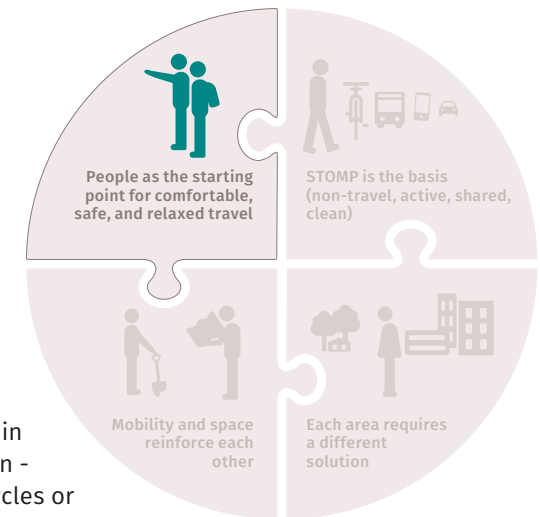 People as the starting
point for comfortable,
safe, and relaxed travel
STOMP is the basis
(non-travel, active, shared,
clean)
Mobility and space
reinforce each
other
Each area requires
a different
solution
in
n -
cles or